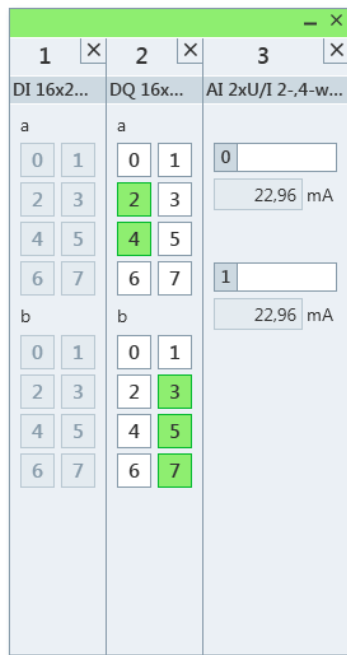 1 2 3
DI 16x2... DQ 16x... AI 2xU/I 2-,4-w...
a a
0 1 0 1 0
2 3 2 3 22,96 mA
4 5 4 5
6 7 6 7 1
b b 22,96 mA
0 1 0 1
2 3 2 3
4 5 4 5
6 7 6 7